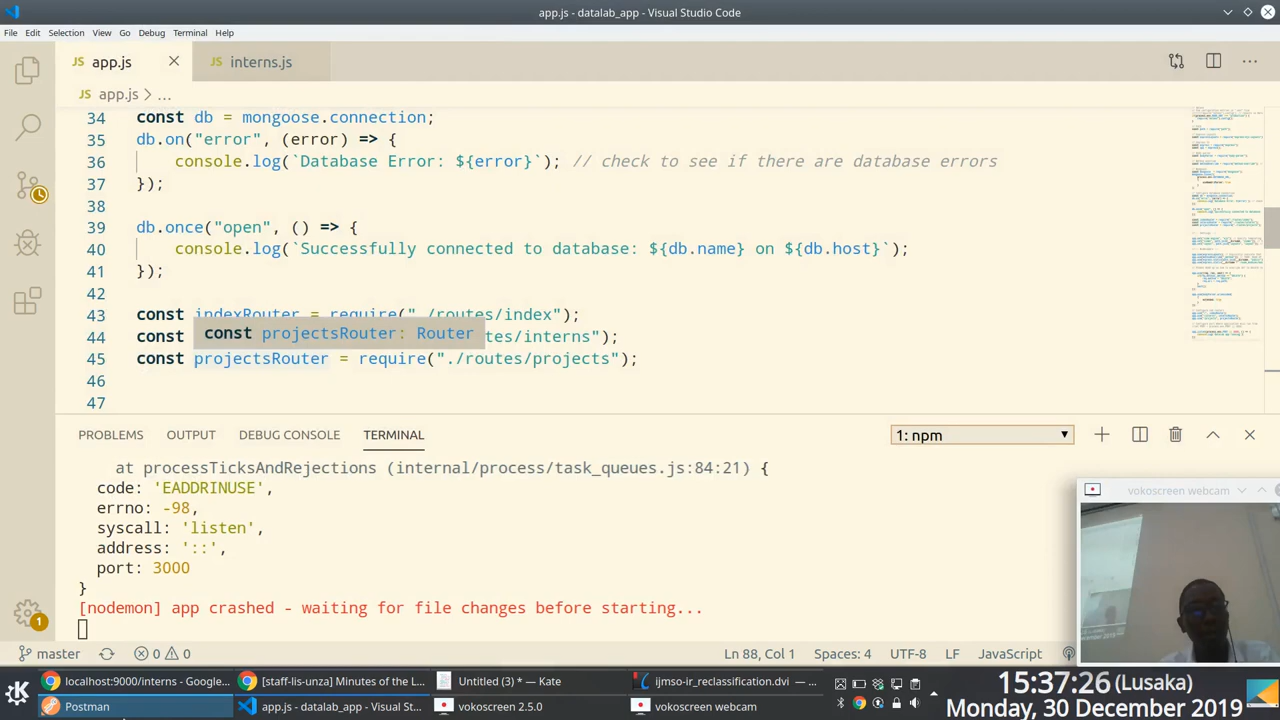 app.js - datalab_app - Visual Studio Code
File Edit Selection View Go Debug Terminal Help
JS app.js JS interns.js
JS app.js > ...
34 const db = mongoose.connection;
35 db.on("error", (error) => {
36 console.log(`Database Error: ${error}`); // check to see if there are database errors
37 });
38
39 db.once("open", () => {
40 console.log(`Successfully connected database: ${db.name} on ${db.host}`);
41 });
42
43 const indexRouter = require("./routes/index");
const projectsRouter: Router
44 const tes/interns");
45 const projectsRouter = require("./routes/projects");
46
47
PROBLEMS OUTPUT DEBUG CONSOLE TERMINAL 1: npm
at processTicksAndRejections (internal/process/task_queues.js:84:21) {
code: 'EADDRINUSE',
errno: -98,
syscall: 'listen',
address: '::',
port: 3000
}
[nodemon] app crashed - waiting for file changes before starting...
vokoscreen webcam
master 0 0 Ln 88, Col 1 Spaces: 4 UTF-8 LF JavaScript
1
localhost:9000/interns - Google... [staff-lis-unza] Minutes of the L... Untitled (3) * — Kate ijmso-ir_reclassification.dvi — ...
Postman app.js - datalab_app - Visual St... vokoscreen 2.5.0 vokoscreen webcam
15:37:26 (Lusaka)
Monday, 30 December 2019